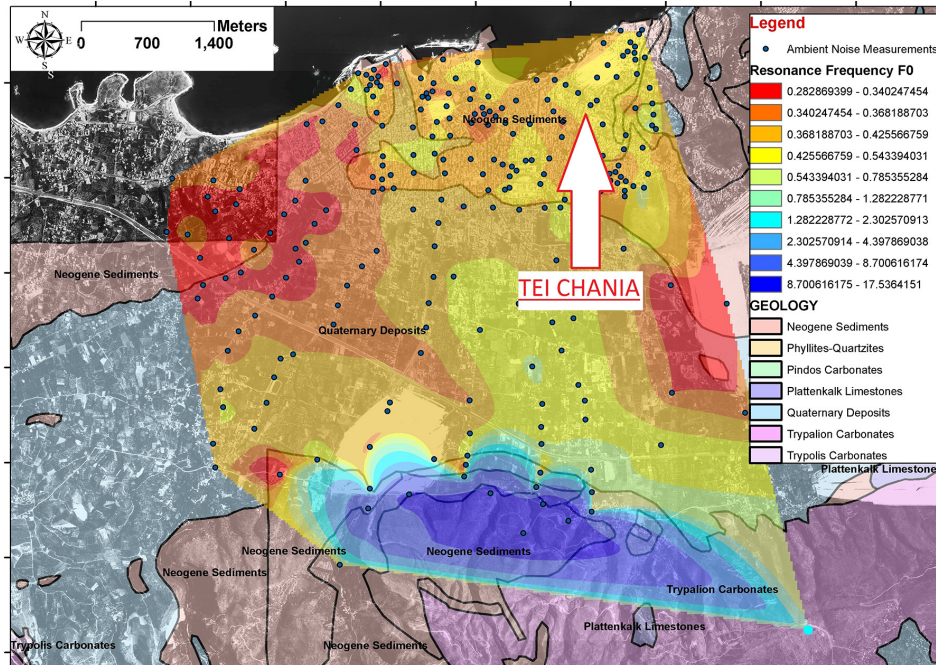 N
W E
S
S
Meters
0 700 1,400
Legend
Ambient Noise Measurements
Resonance Frequency F0
0.282869399 - 0.340247454
0.340247454 - 0.368188703
0.368188703 - 0.425566759
0.425566759 - 0.543394031
0.543394031 - 0.785355284
0.785355284 - 1.282228771
1.282228772 - 2.302570913
2.302570914 - 4.397869038
4.397869039 - 8.700616174
8.700616175 - 17.5364151
GEOLOGY
Neogene Sediments
Phyllites-Quartzites
Pindos Carbonates
Plattenkalk Limestones
Quaternary Deposits
Trypalion Carbonates
Trypolis Carbonates
Neogene Sediments
Neogene Sediments
TEI CHANIA
Quaternary Deposits
Plattenkalk Limestone
Neogene Sediments
Neogene Sediments
Neogene Sediments
Trypalion Carbonates
Plattenkalk Limestones
Trypolis Carbonates
Neogene Sediments